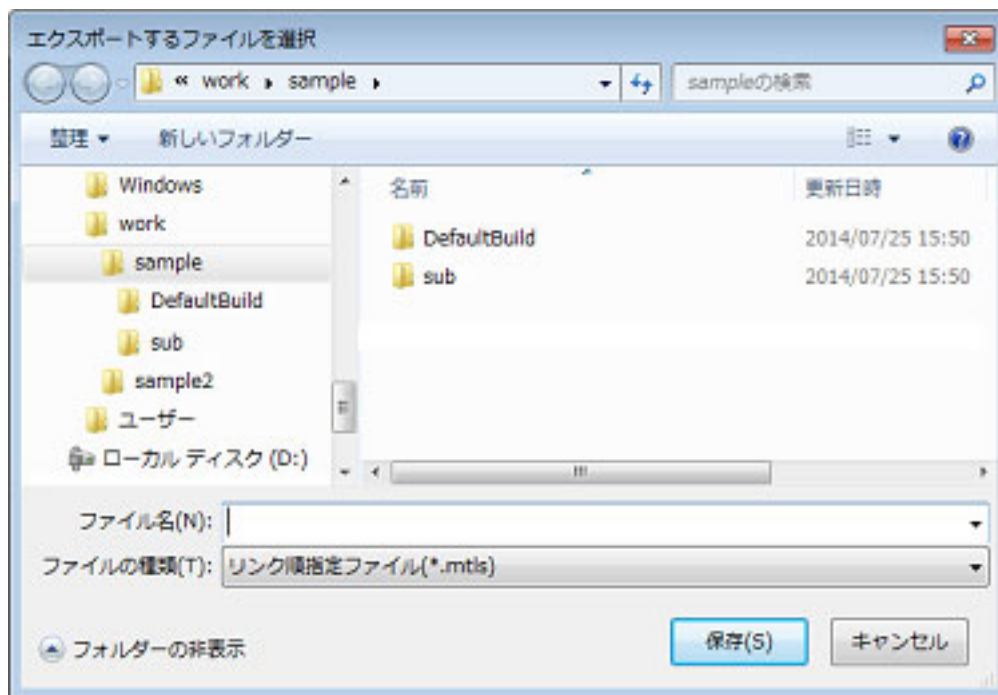 エクスポートするファイルを選択
« work ▸ sample ▸
sampleの検索
整理 ▼ 新しいフォルダー
Windows
work
sample
DefaultBuild
sub
sample2
ユーザー
ローカル ディスク (D:)
名前 更新日時
DefaultBuild 2014/07/25 15:50
sub 2014/07/25 15:50
ファイル名(N):
ファイルの種類(T): リンク順指定ファイル(*.mtls)
フォルダーの非表示
保存(S) キャンセル